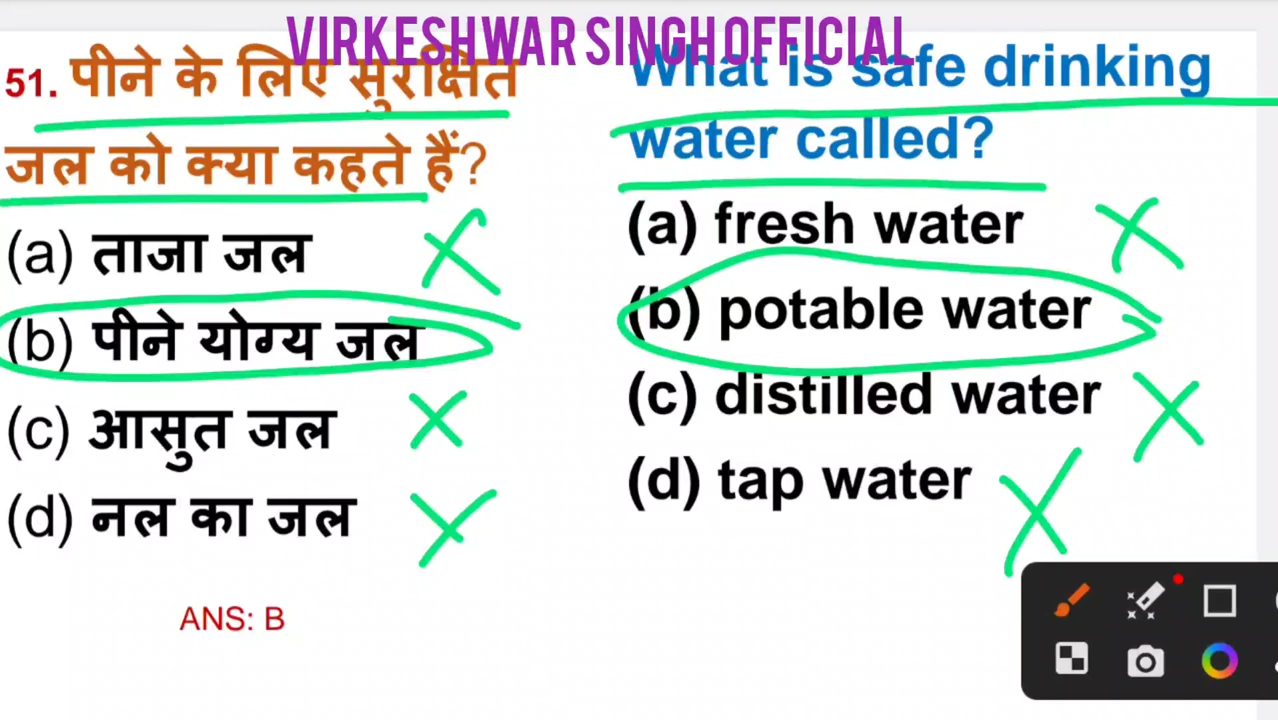 VIRKESHWAR SINGH OFFICIAL
51. पीने के लिए सुरक्षित
जल को क्या कहते हैं?
(a) ताजा जल
(b) पीने योग्य जल
(c) आसुत जल
(d) नल का जल
ANS: B
What is safe drinking
water called?
(a) fresh water
(b) potable water
(c) distilled water
(d) tap water